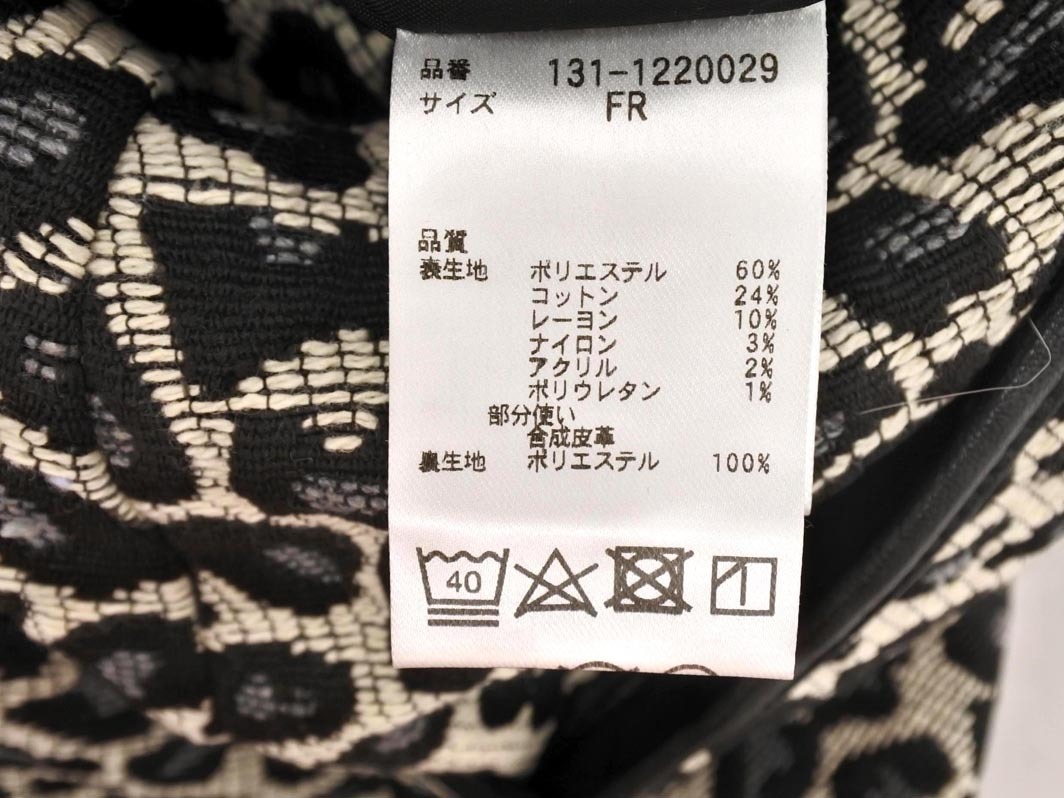 品番 131-1220029
サイズ FR
品質
表生地 ポリエステル 60%
コットン 24%
レーヨン 10%
ナイロン 3%
アクリル 2%
ポリウレタン 1%
部分使い
合成皮革
裏生地 ポリエステル 100%
40